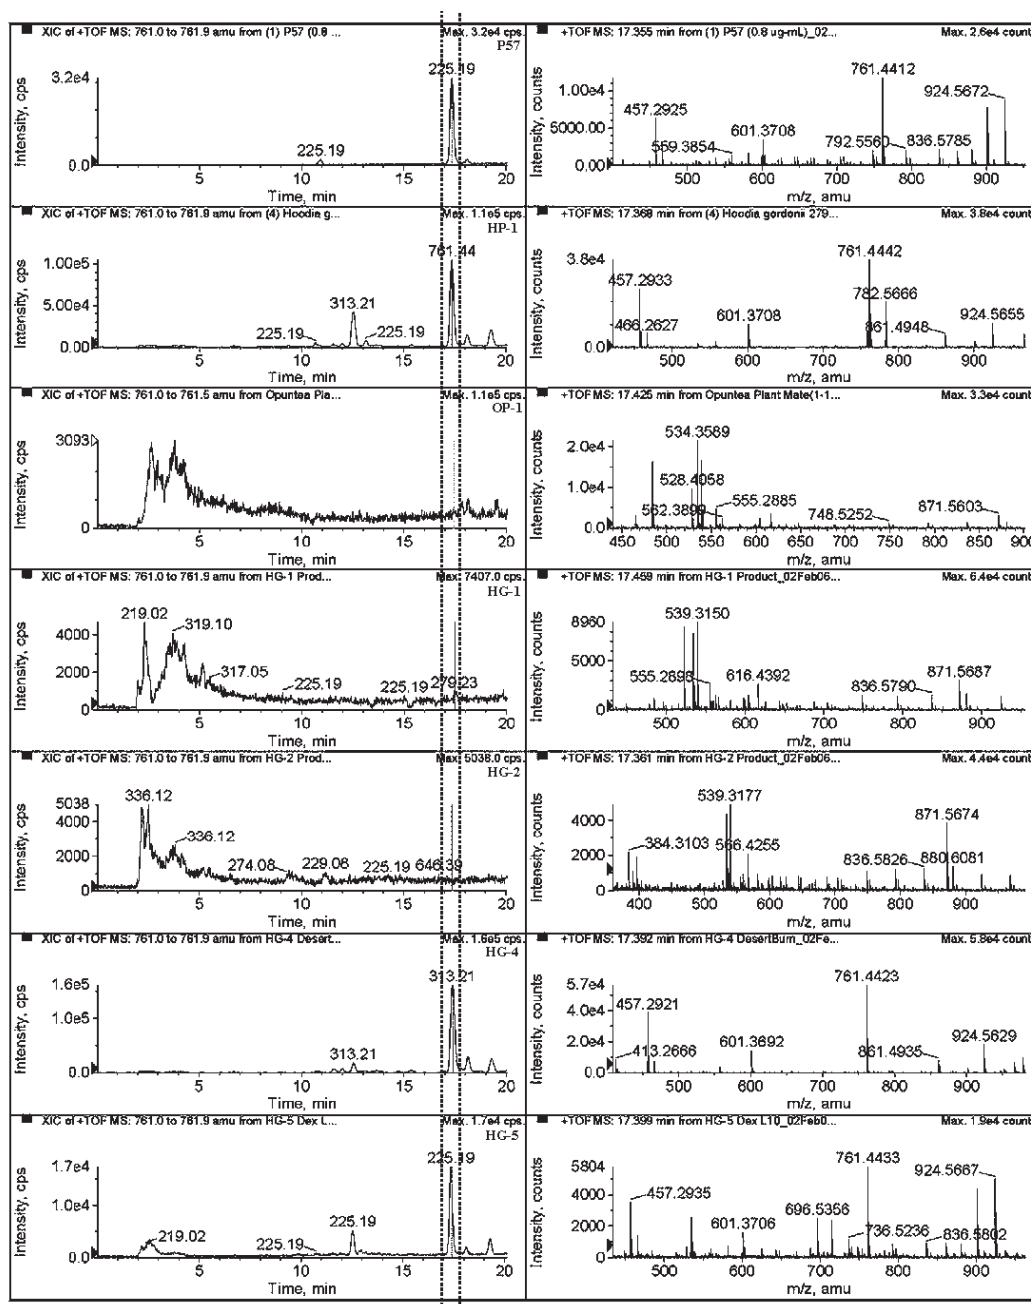 XIC of +TOF MS: 761.0 to 761.9 amu from (1) P57 (0.8 ...
Max. 3.2e4 cps.
P57
Intensity, cps
3.2e4
0.0
225.19
225.19
5 10 15 20
Time, min
+TOF MS: 17.355 min from (1) P57 (0.8 ug-mL)_02...
Max. 2.6e4 count
Intensity, counts
1.00e4
5000.00
0.00
457.2925
559.3854
601.3708
761.4412
792.5560
836.5785
924.5672
500 600 700 800 900
m/z, amu
XIC of +TOF MS: 761.0 to 761.9 amu from (4) Hoodia g...
Max. 1.1e5 cps.
HP-1
Intensity, cps
1.00e5
5.00e4
0.00
225.19
313.21
225.19
761.44
5 10 15 20
Time, min
+TOF MS: 17.368 min from (4) Hoodia gordonii 279...
Max. 3.8e4 count
Intensity, counts
3.8e4
0.0
457.2933
466.2627
601.3708
761.4442
782.5666
861.4948
924.5655
500 600 700 800 900
m/z, amu
XIC of +TOF MS: 761.0 to 761.5 amu from Opuntea Pla...
Max. 1.1e5 cps.
OP-1
Intensity, cps
3093
0
5 10 15 20
Time, min
+TOF MS: 17.425 min from Opuntea Plant Mate(1-1...
Max. 3.3e4 count
Intensity, counts
2.0e4
1.0e4
0.0
534.3589
528.4058
562.3899
555.2885
748.5252
871.5603
450 500 550 600 650 700 750 800 850 900
m/z, amu
XIC of +TOF MS: 761.0 to 761.9 amu from HG-1 Prod...
Max. 7407.0 cps.
HG-1
Intensity, cps
4000
2000
0
219.02
319.10
317.05
225.19
225.19
279.23
5 10 15 20
Time, min
+TOF MS: 17.459 min from HG-1 Product_02Feb06...
Max. 6.4e4 count
Intensity, counts
8960
5000
0
539.3150
555.2898
616.4392
836.5790
871.5687
500 600 700 800 900
m/z, amu
XIC of +TOF MS: 761.0 to 761.9 amu from HG-2 Prod...
Max. 5038.0 cps.
HG-2
Intensity, cps
5038
4000
2000
0
336.12
336.12
274.08
229.08
225.19
646.39
5 10 15 20
Time, min
+TOF MS: 17.361 min from HG-2 Product_02Feb06...
Max. 4.4e4 count
Intensity, counts
4000
2000
0
384.3103
539.3177
566.4255
836.5826
871.5674
880.6081
400 500 600 700 800 900
m/z, amu
XIC of +TOF MS: 761.0 to 761.9 amu from HG-4 Desert...
Max. 1.6e5 cps.
HG-4
Intensity, cps
1.6e5
1.0e5
0.0
313.21
313.21
5 10 15 20
Time, min
+TOF MS: 17.392 min from HG-4 DesertBurn_02Fe...
Max. 5.8e4 count
Intensity, counts
5.7e4
4.0e4
2.0e4
0.0
413.2666
457.2921
601.3692
761.4423
861.4935
924.5629
500 600 700 800 900
m/z, amu
XIC of +TOF MS: 761.0 to 761.9 amu from HG-5 Dex L...
Max. 1.7e4 cps.
HG-5
Intensity, cps
1.7e4
1.0e4
0.0
219.02
225.19
225.19
225.19
5 10 15 20
Time, min
+TOF MS: 17.399 min from HG-5 Dex L10_02Feb0...
Max. 1.9e4 count
Intensity, counts
5804
4000
2000
0
457.2935
601.3706
696.5356
736.5236
761.4433
836.5802
924.5667
500 600 700 800 900
m/z, amu